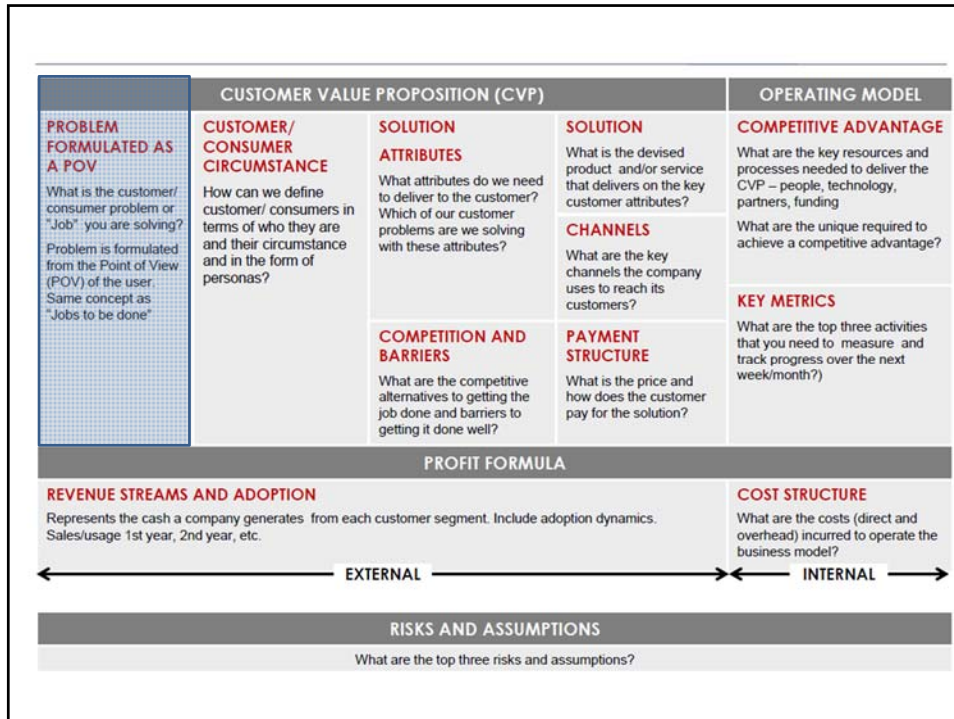 CUSTOMER VALUE PROPOSITION (CVP)
OPERATING MODEL
PROBLEM
FORMULATED AS
A POV
What is the customer/
consumer problem or
"Job" you are solving?
Problem is formulated
from the Point of View
(POV) of the user.
Same concept as
"Jobs to be done"
CUSTOMER/
CONSUMER
CIRCUMSTANCE
How can we define
customer/ consumers in
terms of who they are
and their circumstance
and in the form of
personas?
SOLUTION
ATTRIBUTES
What attributes do we need
to deliver to the customer?
Which of our customer
problems are we solving
with these attributes?
COMPETITION AND
BARRIERS
What are the competitive
alternatives to getting the
job done and barriers to
getting it done well?
SOLUTION
What is the devised
product and/or service
that delivers on the key
customer attributes?
CHANNELS
What are the key
channels the company
uses to reach its
customers?
PAYMENT
STRUCTURE
What is the price and
how does the customer
pay for the solution?
COMPETITIVE ADVANTAGE
What are the key resources and
processes needed to deliver the
CVP – people, technology,
partners, funding
What are the unique required to
achieve a competitive advantage?
KEY METRICS
What are the top three activities
that you need to measure and
track progress over the next
week/month?)
PROFIT FORMULA
REVENUE STREAMS AND ADOPTION
Represents the cash a company generates from each customer segment. Include adoption dynamics.
Sales/usage 1st year, 2nd year, etc.
COST STRUCTURE
What are the costs (direct and
overhead) incurred to operate the
business model?
EXTERNAL
INTERNAL
RISKS AND ASSUMPTIONS
What are the top three risks and assumptions?